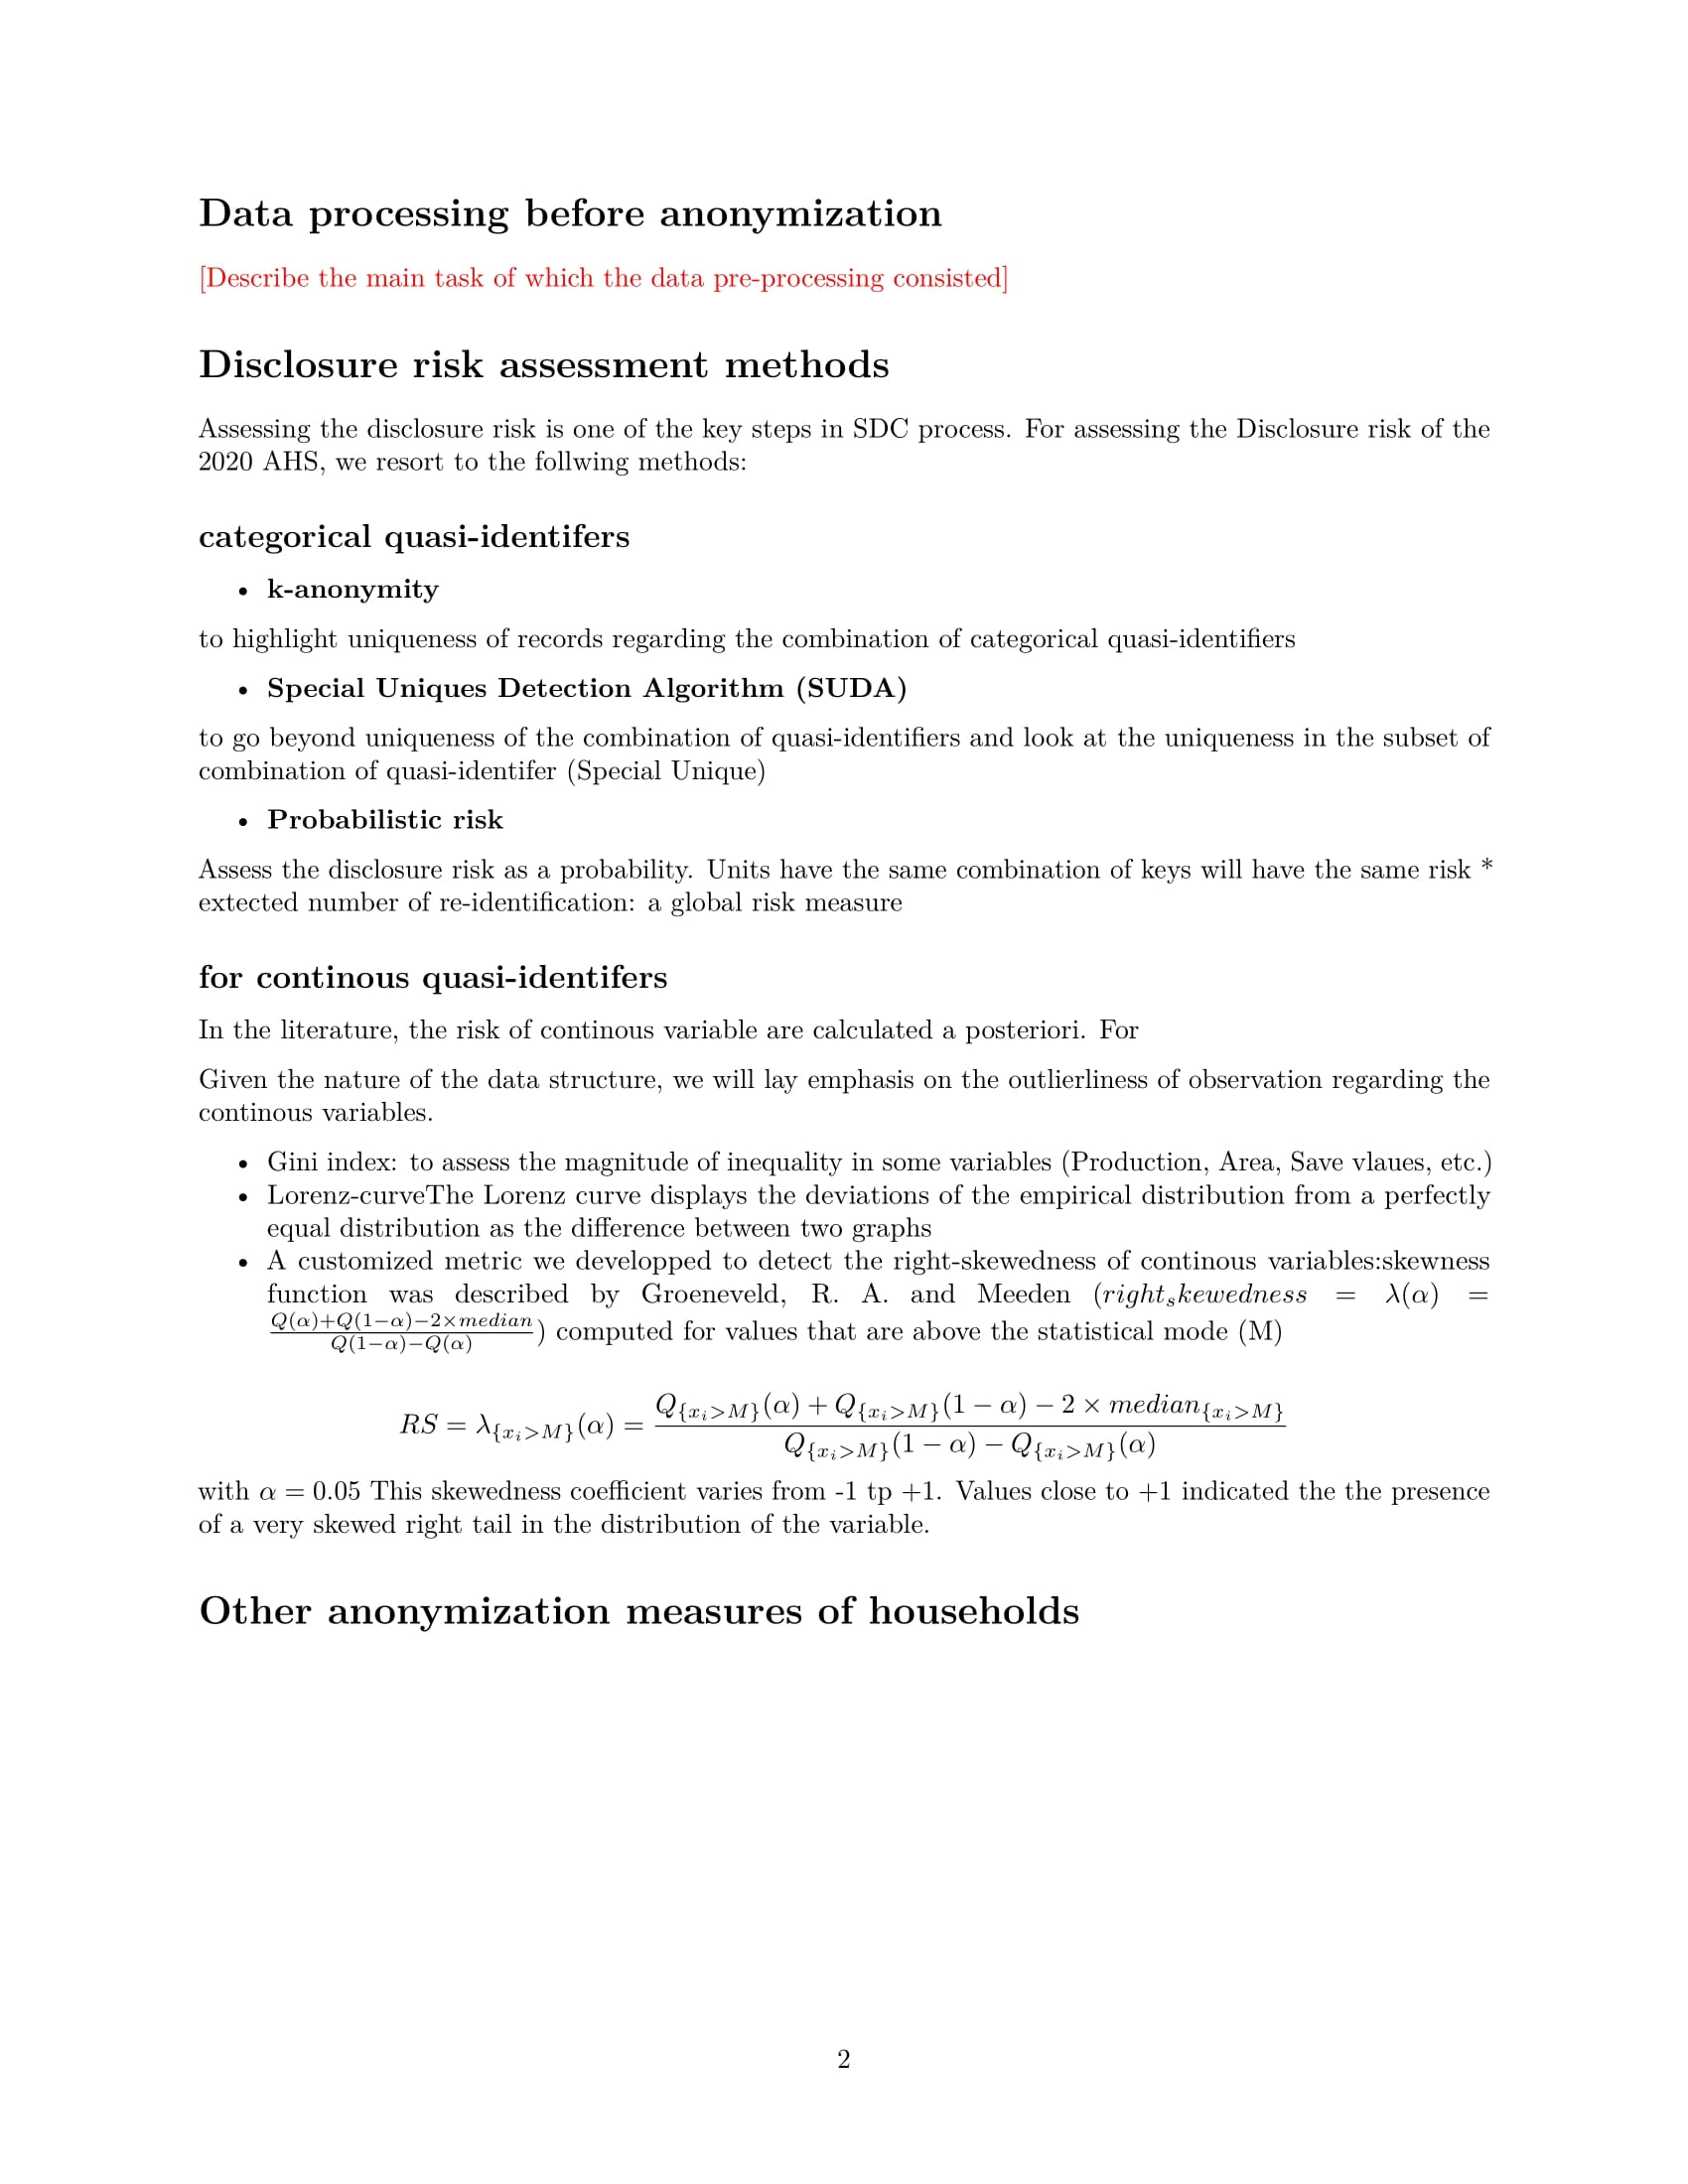 Data processing before anonymization
[Describe the main task of which the data pre-processing consisted]
Disclosure risk assessment methods
Assessing the disclosure risk is one of the key steps in SDC process. For assessing the Disclosure risk of the
2020 AHS, we resort to the follwing methods:
categorical quasi-identifers
• k-anonymity
to highlight uniqueness of records regarding the combination of categorical quasi-identifiers
• Special Uniques Detection Algorithm (SUDA)
to go beyond uniqueness of the combination of quasi-identifiers and look at the uniqueness in the subset of
combination of quasi-identifer (Special Unique)
• Probabilistic risk
Assess the disclosure risk as a probability. Units have the same combination of keys will have the same risk *
extected number of re-identification: a global risk measure
for continous quasi-identifers
In the literature, the risk of continous variable are calculated a posteriori. For
Given the nature of the data structure, we will lay emphasis on the outlierliness of observation regarding the
continous variables.
• Gini index: to assess the magnitude of inequality in some variables (Production, Area, Save vlaues, etc.)
• Lorenz-curveThe Lorenz curve displays the deviations of the empirical distribution from a perfectly
equal distribution as the difference between two graphs
• A customized metric we developped to detect the right-skewedness of continous variables:skewness
function was described by Groeneveld, R. A. and Meeden ($right_skewedness = \lambda(\alpha) =
\frac{Q(\alpha)+Q(1-\alpha)-2\times median}{Q(1-\alpha)-Q(\alpha)}$) computed for values that are above the statistical mode (M)
$RS = \lambda_{\{x_i>M\}}(\alpha) = \frac{Q_{\{x_i>M\}}(\alpha) + Q_{\{x_i>M\}}(1-\alpha) - 2 \times median_{\{x_i>M\}}}{Q_{\{x_i>M\}}(1-\alpha) - Q_{\{x_i>M\}}(\alpha)}$
with α = 0.05 This skewedness coefficient varies from -1 tp +1. Values close to +1 indicated the the presence
of a very skewed right tail in the distribution of the variable.
Other anonymization measures of households
2